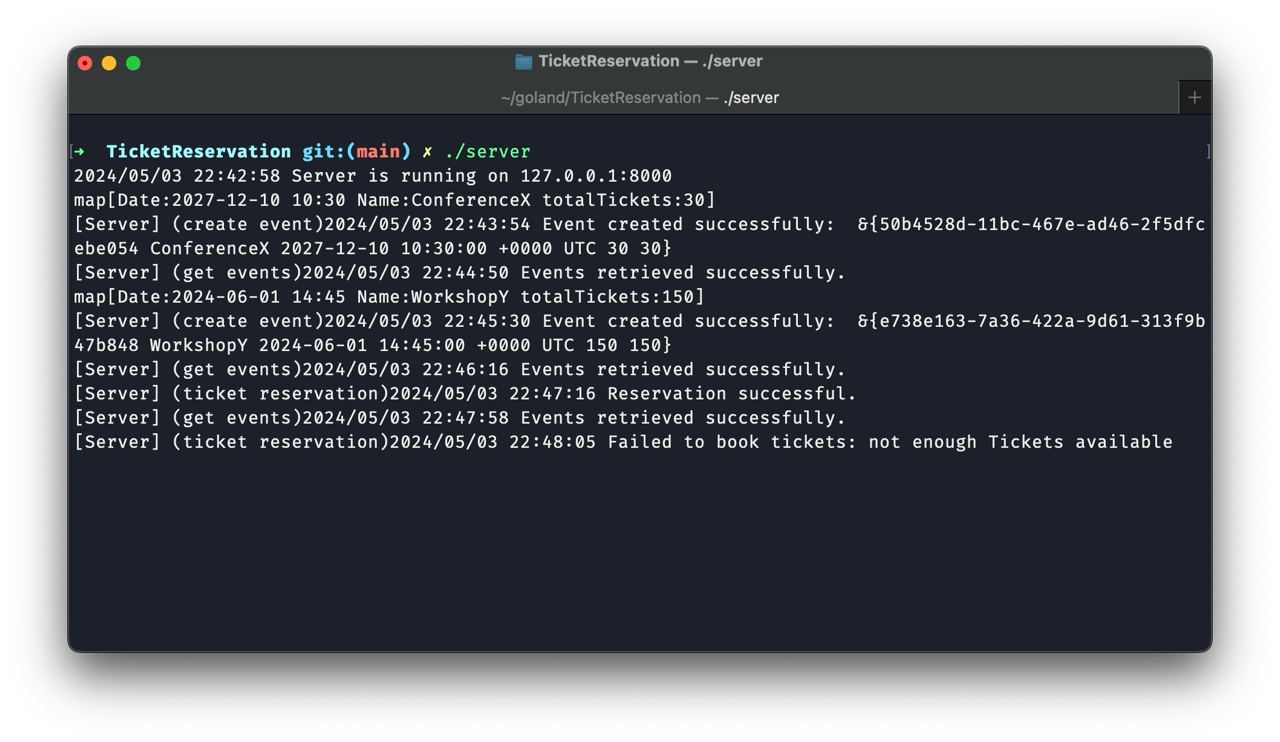 TicketReservation — ./server
~/goland/TicketReservation — ./server
+
[➜  TicketReservation git:(main) ✗ ./server ]
2024/05/03 22:42:58 Server is running on 127.0.0.1:8000
map[Date:2027-12-10 10:30 Name:ConferenceX totalTickets:30]
[Server] (create event)2024/05/03 22:43:54 Event created successfully:  &{50b4528d-11bc-467e-ad46-2f5dfc
ebe054 ConferenceX 2027-12-10 10:30:00 +0000 UTC 30 30}
[Server] (get events)2024/05/03 22:44:50 Events retrieved successfully.
map[Date:2024-06-01 14:45 Name:WorkshopY totalTickets:150]
[Server] (create event)2024/05/03 22:45:30 Event created successfully:  &{e738e163-7a36-422a-9d61-313f9b
47b848 WorkshopY 2024-06-01 14:45:00 +0000 UTC 150 150}
[Server] (get events)2024/05/03 22:46:16 Events retrieved successfully.
[Server] (ticket reservation)2024/05/03 22:47:16 Reservation successful.
[Server] (get events)2024/05/03 22:47:58 Events retrieved successfully.
[Server] (ticket reservation)2024/05/03 22:48:05 Failed to book tickets: not enough Tickets available